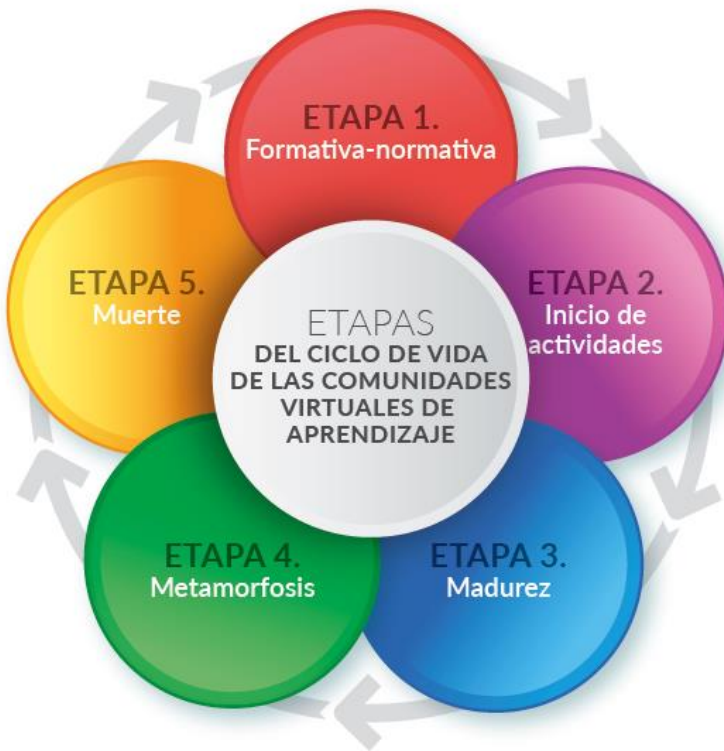 ETAPA 1.
Formativa-normativa
ETAPA 2.
Inicio de
actividades
ETAPA 3.
Madurez
ETAPA 4.
Metamorfosis
ETAPA 5.
Muerte
ETAPAS
DEL CICLO DE VIDA
DE LAS COMUNIDADES
VIRTUALES DE
APRENDIZAJE